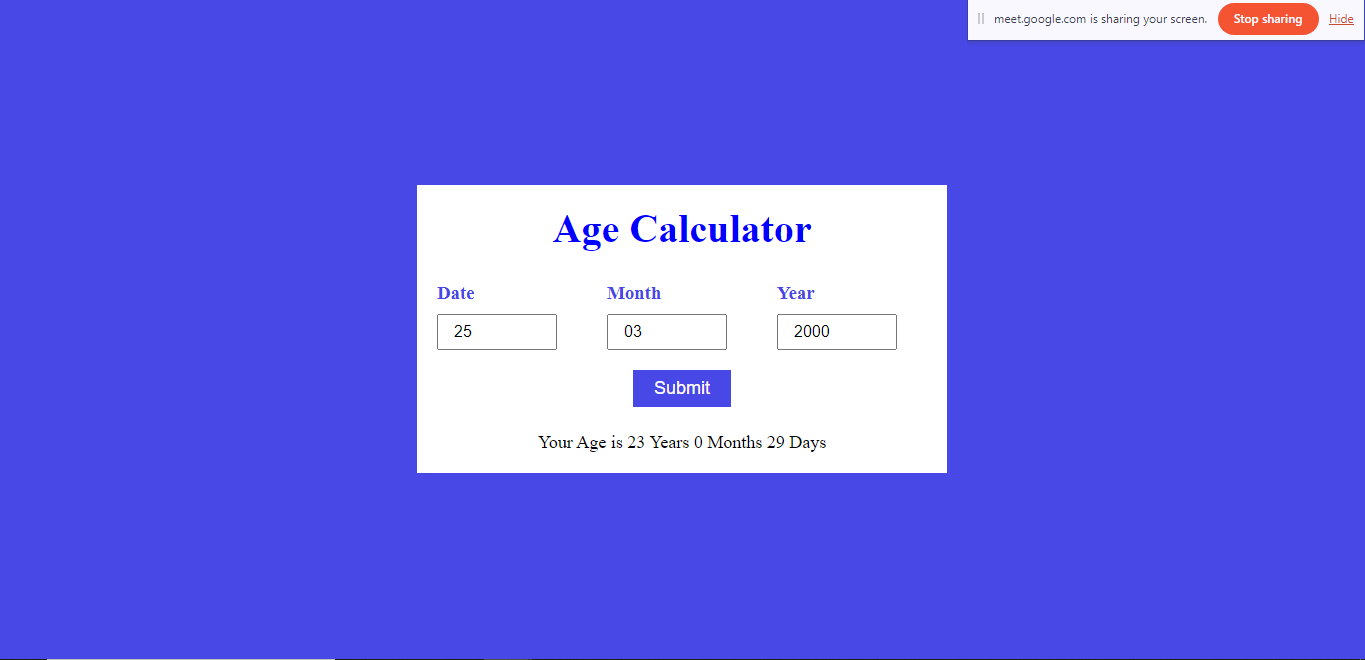 meet.google.com is sharing your screen. Stop sharing Hide
Age Calculator
Date Month Year
25 03 2000
Submit
Your Age is 23 Years 0 Months 29 Days